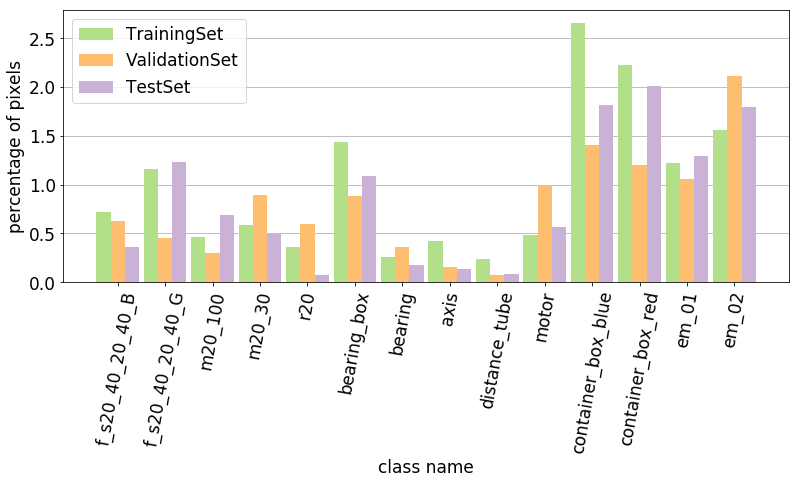 TrainingSet
ValidationSet
TestSet
percentage of pixels
2.5
2.0
1.5
1.0
0.5
0.0
f_s20_40_20_40_B
f_s20_40_20_40_G
m20_100
m20_30
r20
bearing_box
bearing
axis
distance_tube
motor
container_box_blue
container_box_red
em_01
em_02
class name